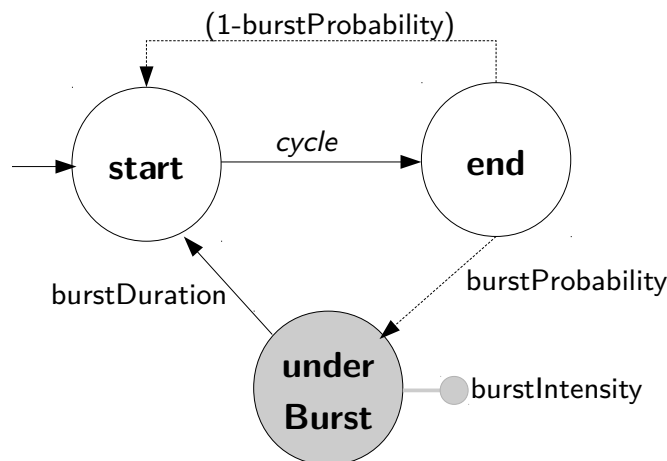 (1-burstProbability)
start
cycle
end
burstDuration
burstProbability
under
Burst
burstIntensity